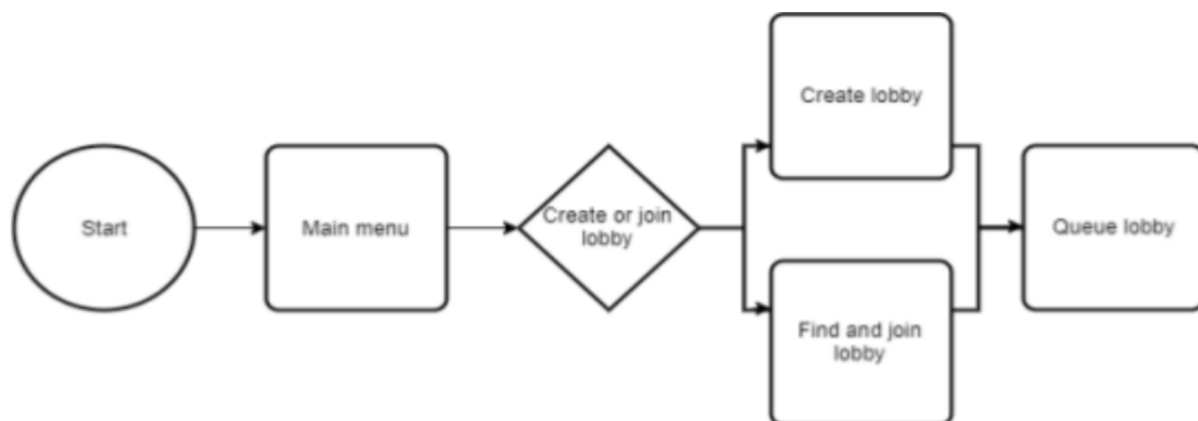 Start
Main menu
Create or join
lobby
Create lobby
Find and join
lobby
Queue lobby